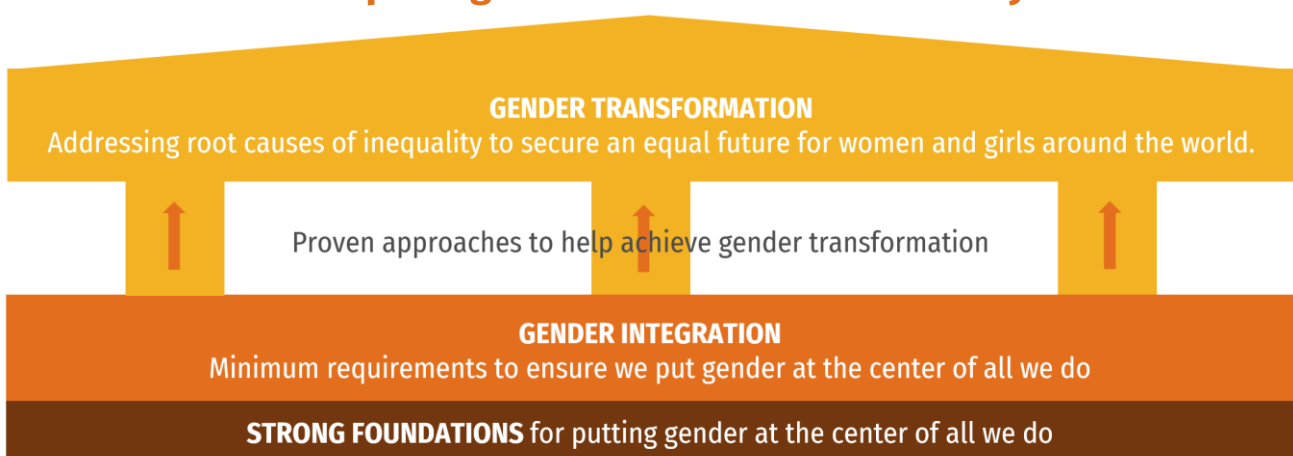 GENDER TRANSFORMATION
Addressing root causes of inequality to secure an equal future for women and girls around the world.
Proven approaches to help achieve gender transformation
GENDER INTEGRATION
Minimum requirements to ensure we put gender at the center of all we do
STRONG FOUNDATIONS for putting gender at the center of all we do